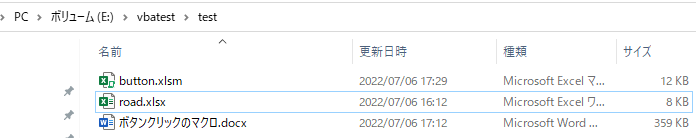 PC › ボリューム (E:) › vbatest › test
名前 更新日時 種類 サイズ
button.xlsm 2022/07/06 17:29 Microsoft Excel マ... 12 KB
road.xlsx 2022/07/06 16:12 Microsoft Excel ワ... 8 KB
ボタンクリックのマクロ.docx 2022/07/06 17:12 Microsoft Word ... 359 KB